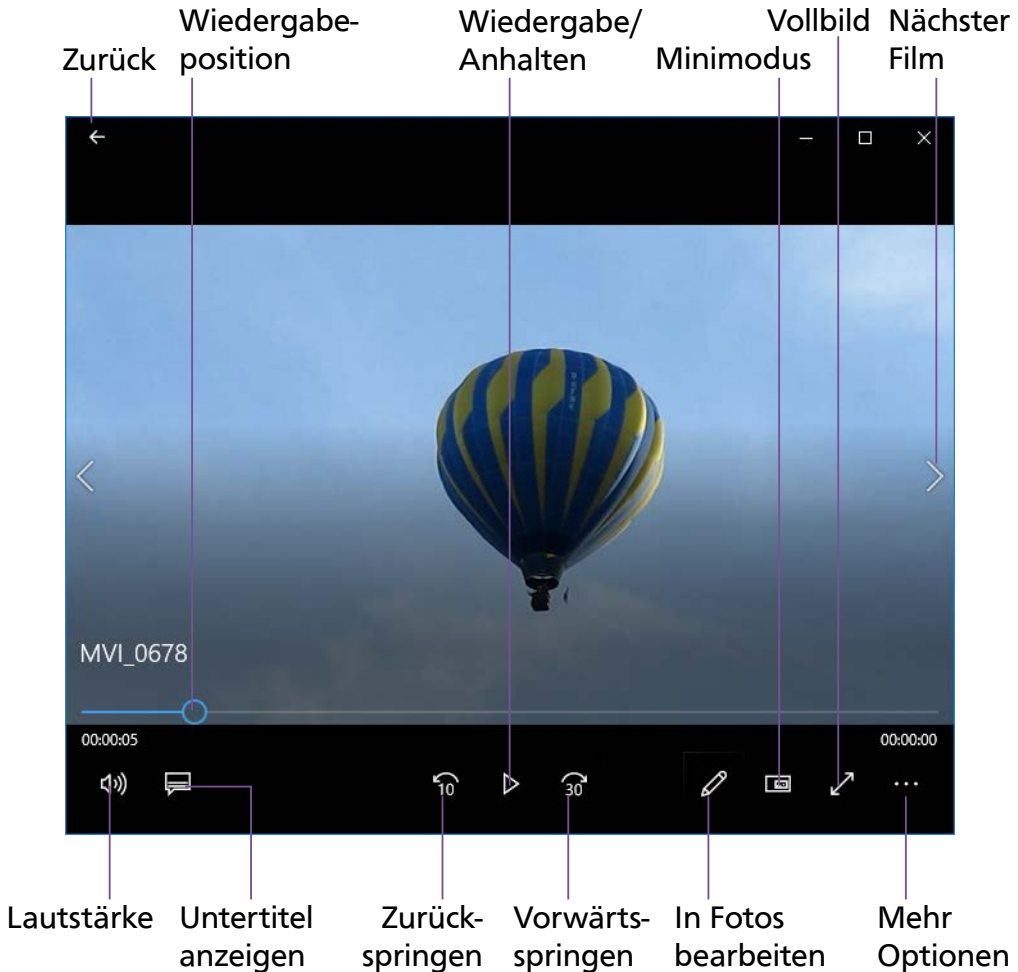 Zurück
Wiedergabe-
position
Wiedergabe/
Anhalten
Minimodus
Vollbild
Nächster
Film
MVI_0678
00:00:05
00:00:00
10
30
Lautstärke
Untertitel
anzeigen
Zurück-
springen
Vorwärts-
springen
In Fotos
bearbeiten
Mehr
Optionen